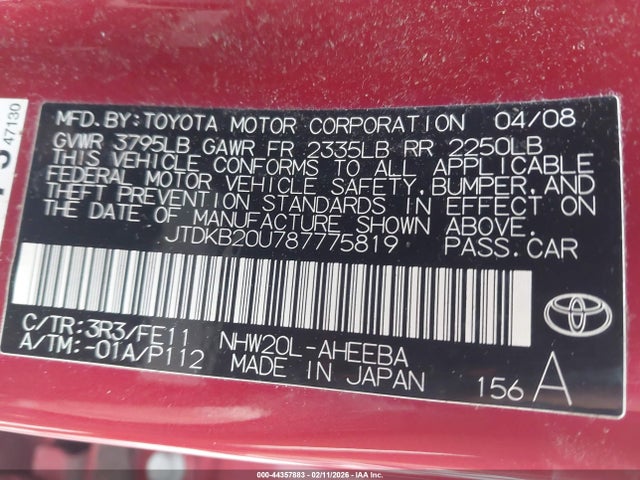 47130
MFD. BY: TOYOTA MOTOR CORPORATION 04/08
GVWR 3795LB GAWR FR 2335LB RR 2250LB
THIS VEHICLE CONFORMS TO ALL APPLICABLE
FEDERAL MOTOR VEHICLE SAFETY, BUMPER, AND
THEFT PREVENTION STANDARDS IN EFFECT ON
THE DATE OF MANUFACTURE SHOWN ABOVE.
JTDKB20U787775819 PASS. CAR
C/TR: 3R3/FE11 NHW20L-AHEEBA
A/TM: -01A/P112 MADE IN JAPAN 156 A
TOYOTA
000-44357883 - 02/11/2026 - IAAI.COM